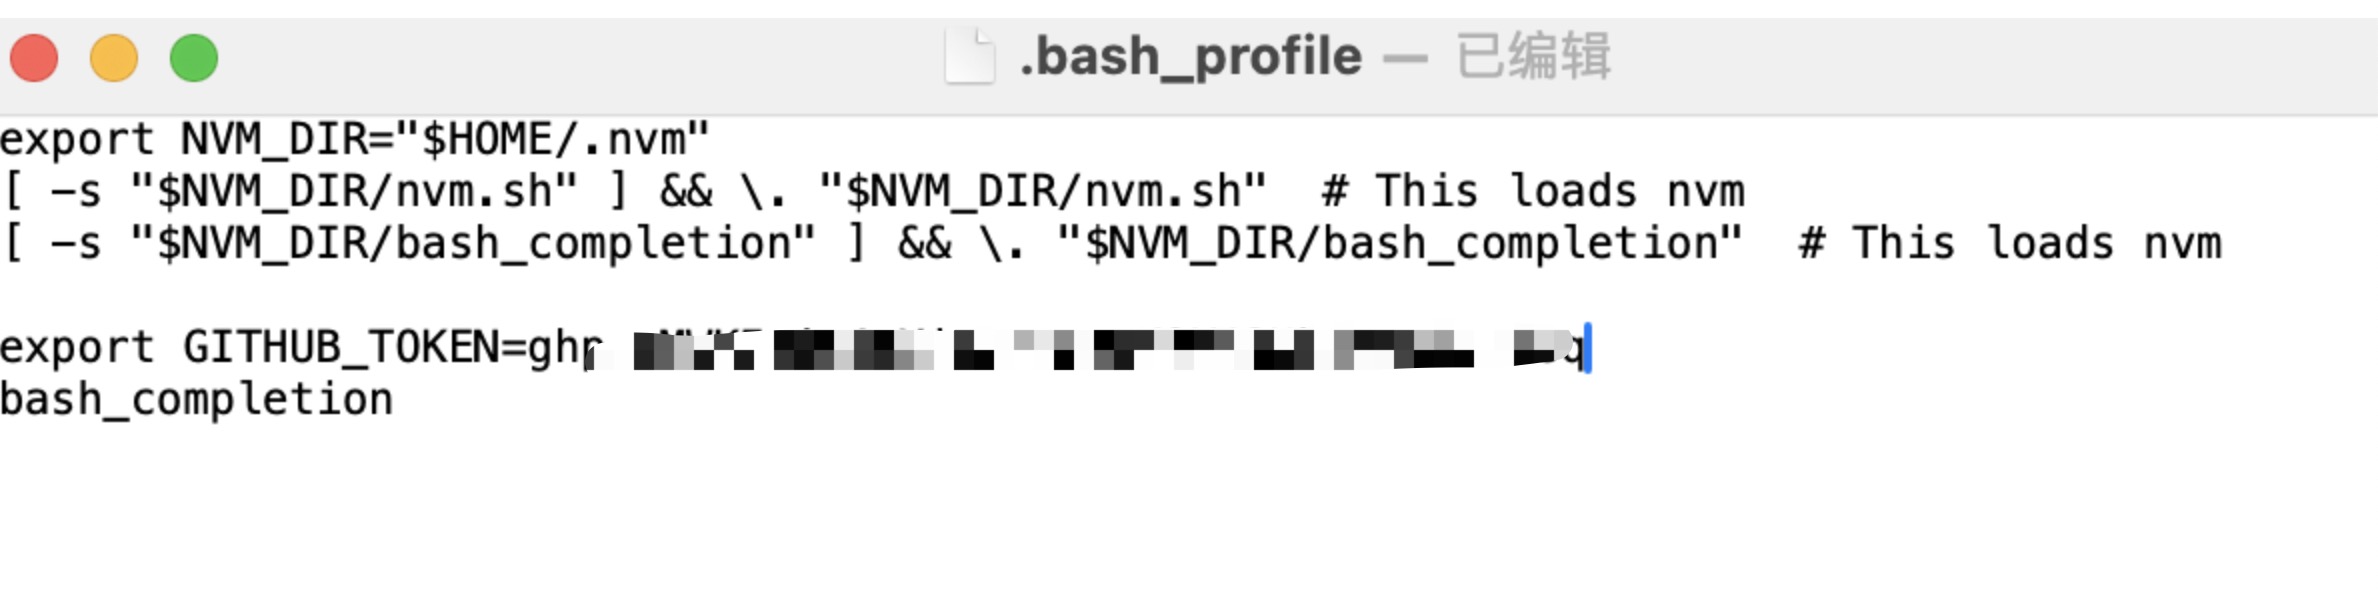 .bash_profile — 已编辑
export NVM_DIR="$HOME/.nvm"
[ -s "$NVM_DIR/nvm.sh" ] && \. "$NVM_DIR/nvm.sh"  # This loads nvm
[ -s "$NVM_DIR/bash_completion" ] && \. "$NVM_DIR/bash_completion"  # This loads nvm
export GITHUB_TOKEN=ghp
bash_completion